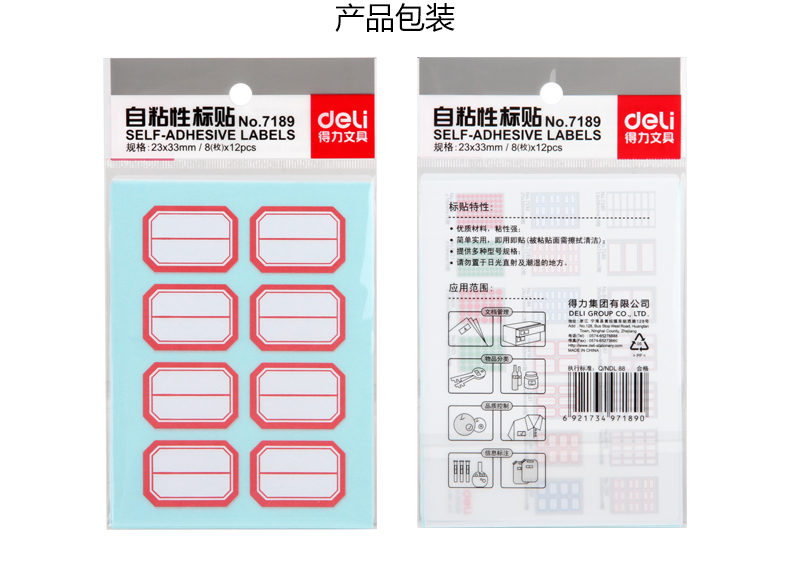 产品包装
自粘性标贴 No.7189
SELF-ADHESIVE LABELS
规格: 23x33mm / 8(枚)x12pcs
deli
得力文具
自粘性标贴 No.7189
SELF-ADHESIVE LABELS
规格: 23x33mm / 8(枚)x12pcs
deli
得力文具
标贴特性:
• 优质材料，粘性强;
• 简单实用，即用即贴(被粘贴面需擦拭清洁);
• 提供多种型号规格;
• 请勿置于日光直射及潮湿的地方。
应用范围:
文档管理
物品分类
品质控制
信息标注
得力集团有限公司
DELI GROUP CO., LTD.
Http://www.deli-stationery.com
MADE IN CHINA
执行标准: Q/NDL 88 合格
6 921734 971890